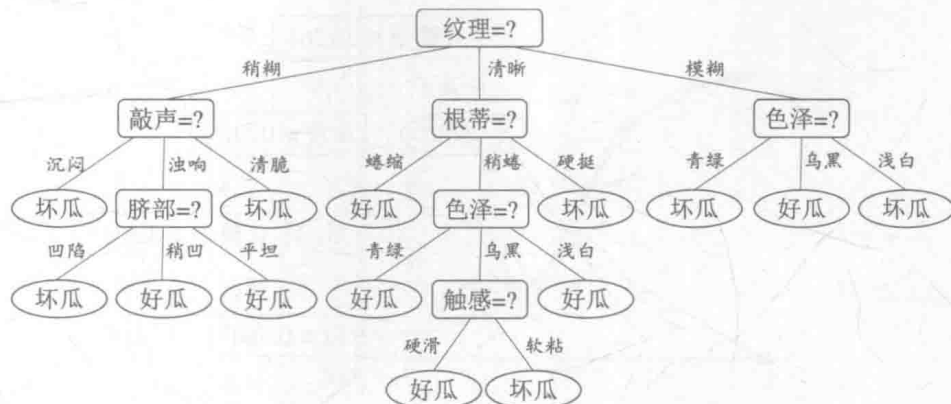 纹理=?
稍糊 清晰 模糊
敲声=? 根蒂=? 色泽=?
沉闷 浊响 清脆 蜷缩 稍蜷 硬挺 青绿 乌黑 浅白
坏瓜 脐部=? 坏瓜 好瓜 色泽=? 坏瓜 坏瓜 好瓜 坏瓜
凹陷 稍凹 平坦 青绿 乌黑 浅白
坏瓜 好瓜 好瓜 好瓜 触感=? 好瓜
硬滑 软粘
好瓜 坏瓜